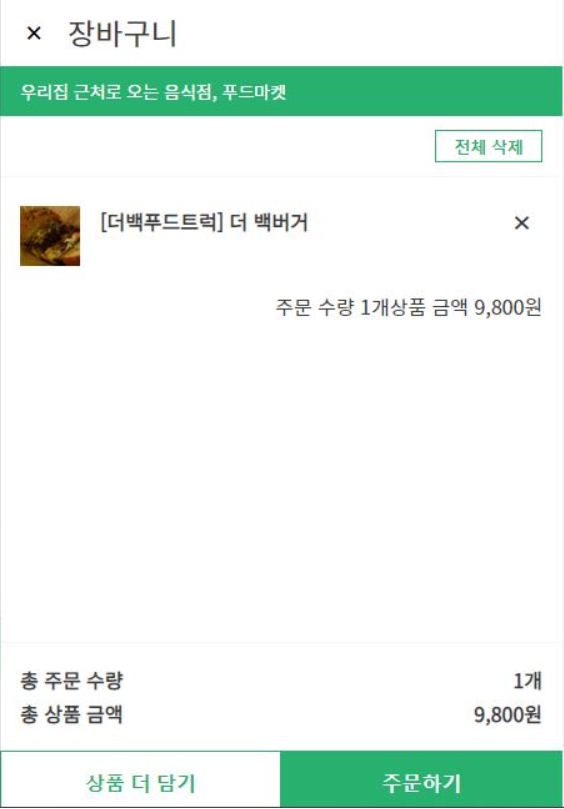 × 장바구니
우리집 근처로 오는 음식점, 푸드마켓
전체 삭제
[더백푸드트럭] 더 백버거 ×
주문 수량 1개상품 금액 9,800원
총 주문 수량 1개
총 상품 금액 9,800원
상품 더 담기 주문하기